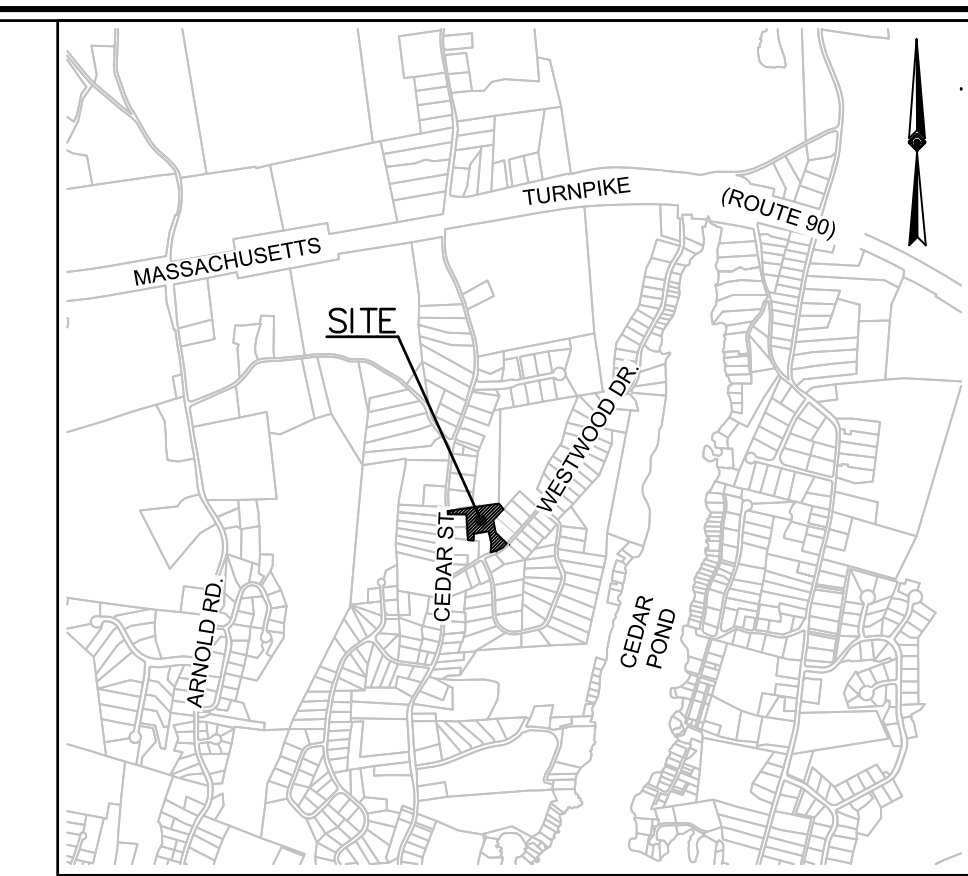 TURNPIKE
(ROUTE 90)
MASSACHUSETTS
SITE
WESTWOOD DR.
CEDAR ST
ARNOLD RD.
CEDAR
POND